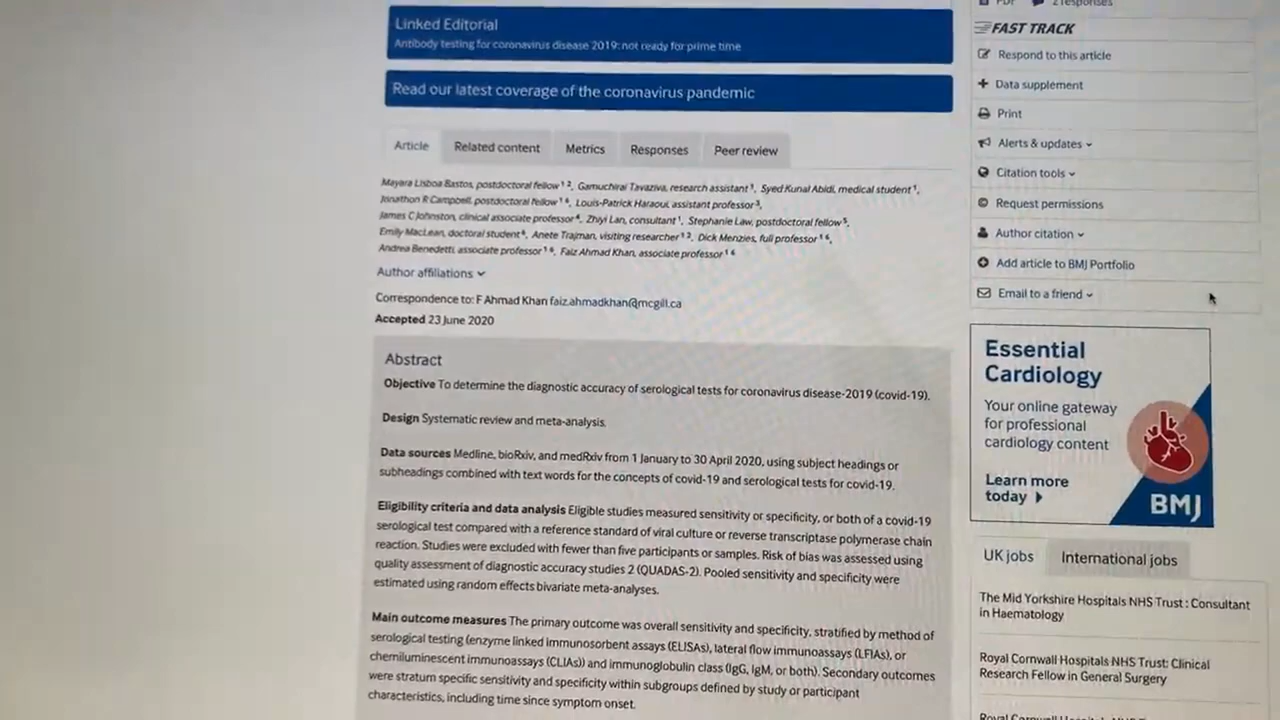 Linked Editorial
Antibody testing for coronavirus disease 2019: not ready for prime time
Read our latest coverage of the coronavirus pandemic
Article
Related content
Metrics
Responses
Peer review
Mayara Lisboa Bastos, postdoctoral fellow 1 2, Gamuchirai Tavaziva, research assistant 1, Syed Kunal Abidi, medical student 1,
Jonathon R Campbell, postdoctoral fellow 1 6, Louis-Patrick Haraoui, assistant professor 3,
James C Johnston, clinical associate professor 4, Zhiyi Lan, consultant 1, Stephanie Law, postdoctoral fellow 5,
Emily MacLean, doctoral student 6, Anete Trajman, visiting researcher 1 2, Dick Menzies, full professor 1 6,
Andrea Benedetti, associate professor 1 6, Faiz Ahmad Khan, associate professor 1 6
Author affiliations
Correspondence to: F Ahmad Khan faiz.ahmadkhan@mcgill.ca
Accepted 23 June 2020
Abstract
Objective To determine the diagnostic accuracy of serological tests for coronavirus disease-2019 (covid-19).
Design Systematic review and meta-analysis.
Data sources Medline, bioRxiv, and medRxiv from 1 January to 30 April 2020, using subject headings or
subheadings combined with text words for the concepts of covid-19 and serological tests for covid-19.
Eligibility criteria and data analysis Eligible studies measured sensitivity or specificity, or both of a covid-19
serological test compared with a reference standard of viral culture or reverse transcriptase polymerase chain
reaction. Studies were excluded with fewer than five participants or samples. Risk of bias was assessed using
quality assessment of diagnostic accuracy studies 2 (QUADAS-2). Pooled sensitivity and specificity were
estimated using random effects bivariate meta-analyses.
Main outcome measures The primary outcome was overall sensitivity and specificity, stratified by method of
serological testing (enzyme linked immunosorbent assays (ELISAs), lateral flow immunoassays (LFIAs), or
chemiluminescent immunoassays (CLIAs)) and immunoglobulin class (IgG, IgM, or both). Secondary outcomes
were stratum specific sensitivity and specificity within subgroups defined by study or participant
characteristics, including time since symptom onset.
PDF
2 responses
FAST TRACK
Respond to this article
Data supplement
Print
Alerts & updates
Citation tools
Request permissions
Author citation
Add article to BMJ Portfolio
Email to a friend
Essential
Cardiology
Your online gateway
for professional
cardiology content
Learn more
today
BMJ
UK jobs
International jobs
The Mid Yorkshire Hospitals NHS Trust : Consultant
in Haematology
Royal Cornwall Hospitals NHS Trust: Clinical
Research Fellow in General Surgery